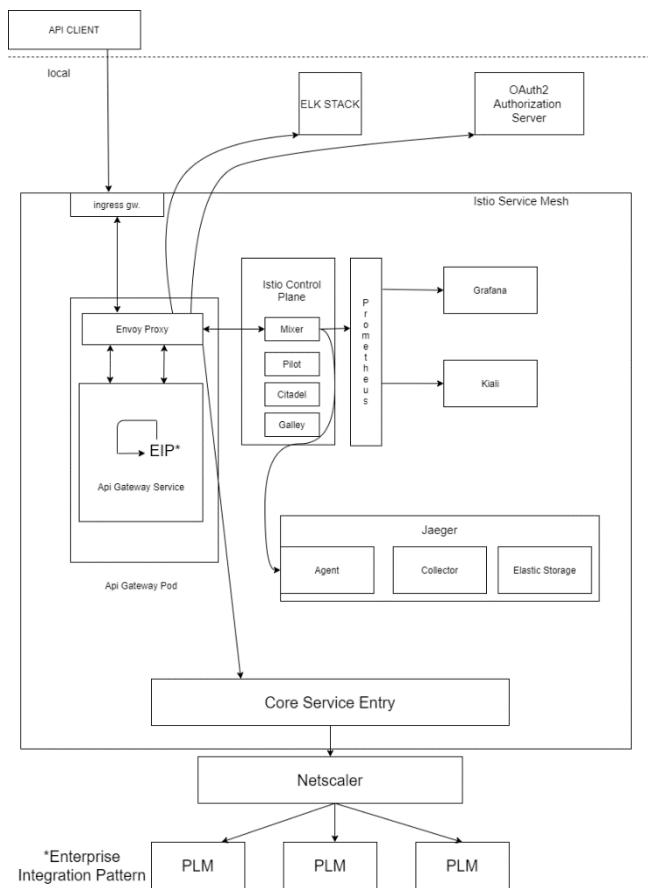 API CLIENT
local
ELK STACK
OAuth2
Authorization
Server
ingress gw.
Istio Service Mesh
Istio Control
Plane
Mixer
Pilot
Citadel
Galley
Prometheus
Grafana
Kiali
Envoy Proxy
EIP*
Api Gateway Service
Api Gateway Pod
Jaeger
Agent
Collector
Elastic Storage
Core Service Entry
Netscaler
*Enterprise
Integration Pattern
PLM
PLM
PLM